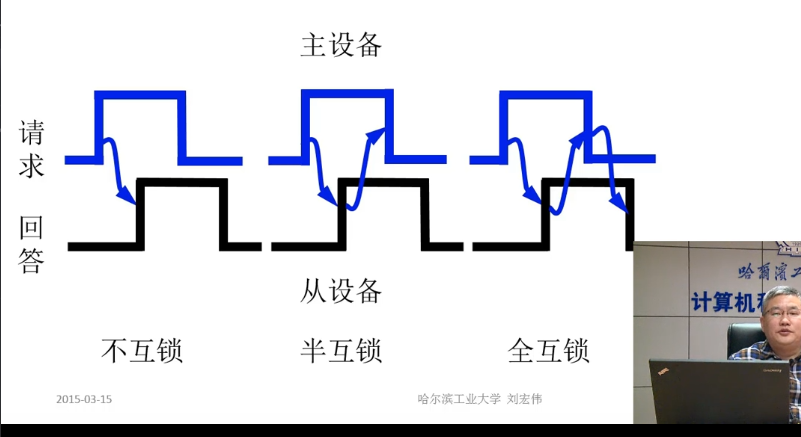 主设备
请求
回答
从设备
不互锁
半互锁
全互锁
2015-03-15
哈尔滨工业大学 刘宏伟
哈爾濱工
计算机科